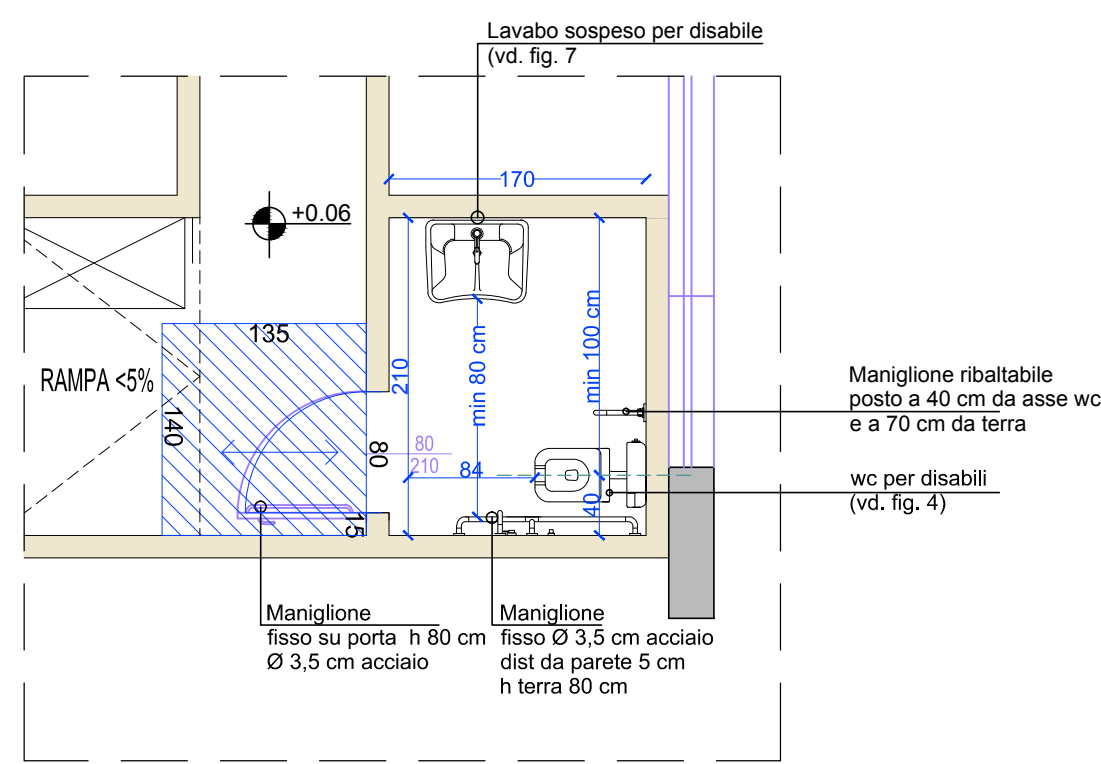 Lavabo sospeso per disabile
(vd. fig. 7
170
+0.06
135
RAMPA <5%
140
210
min 80 cm
min 100 cm
80
80
210
84
40
15
Maniglione ribaltabile
posto a 40 cm da asse wc
e a 70 cm da terra
wc per disabili
(vd. fig. 4)
Maniglione
fisso su porta h 80 cm
Ø 3,5 cm acciaio
Maniglione
fisso Ø 3,5 cm acciaio
dist da parete 5 cm
h terra 80 cm